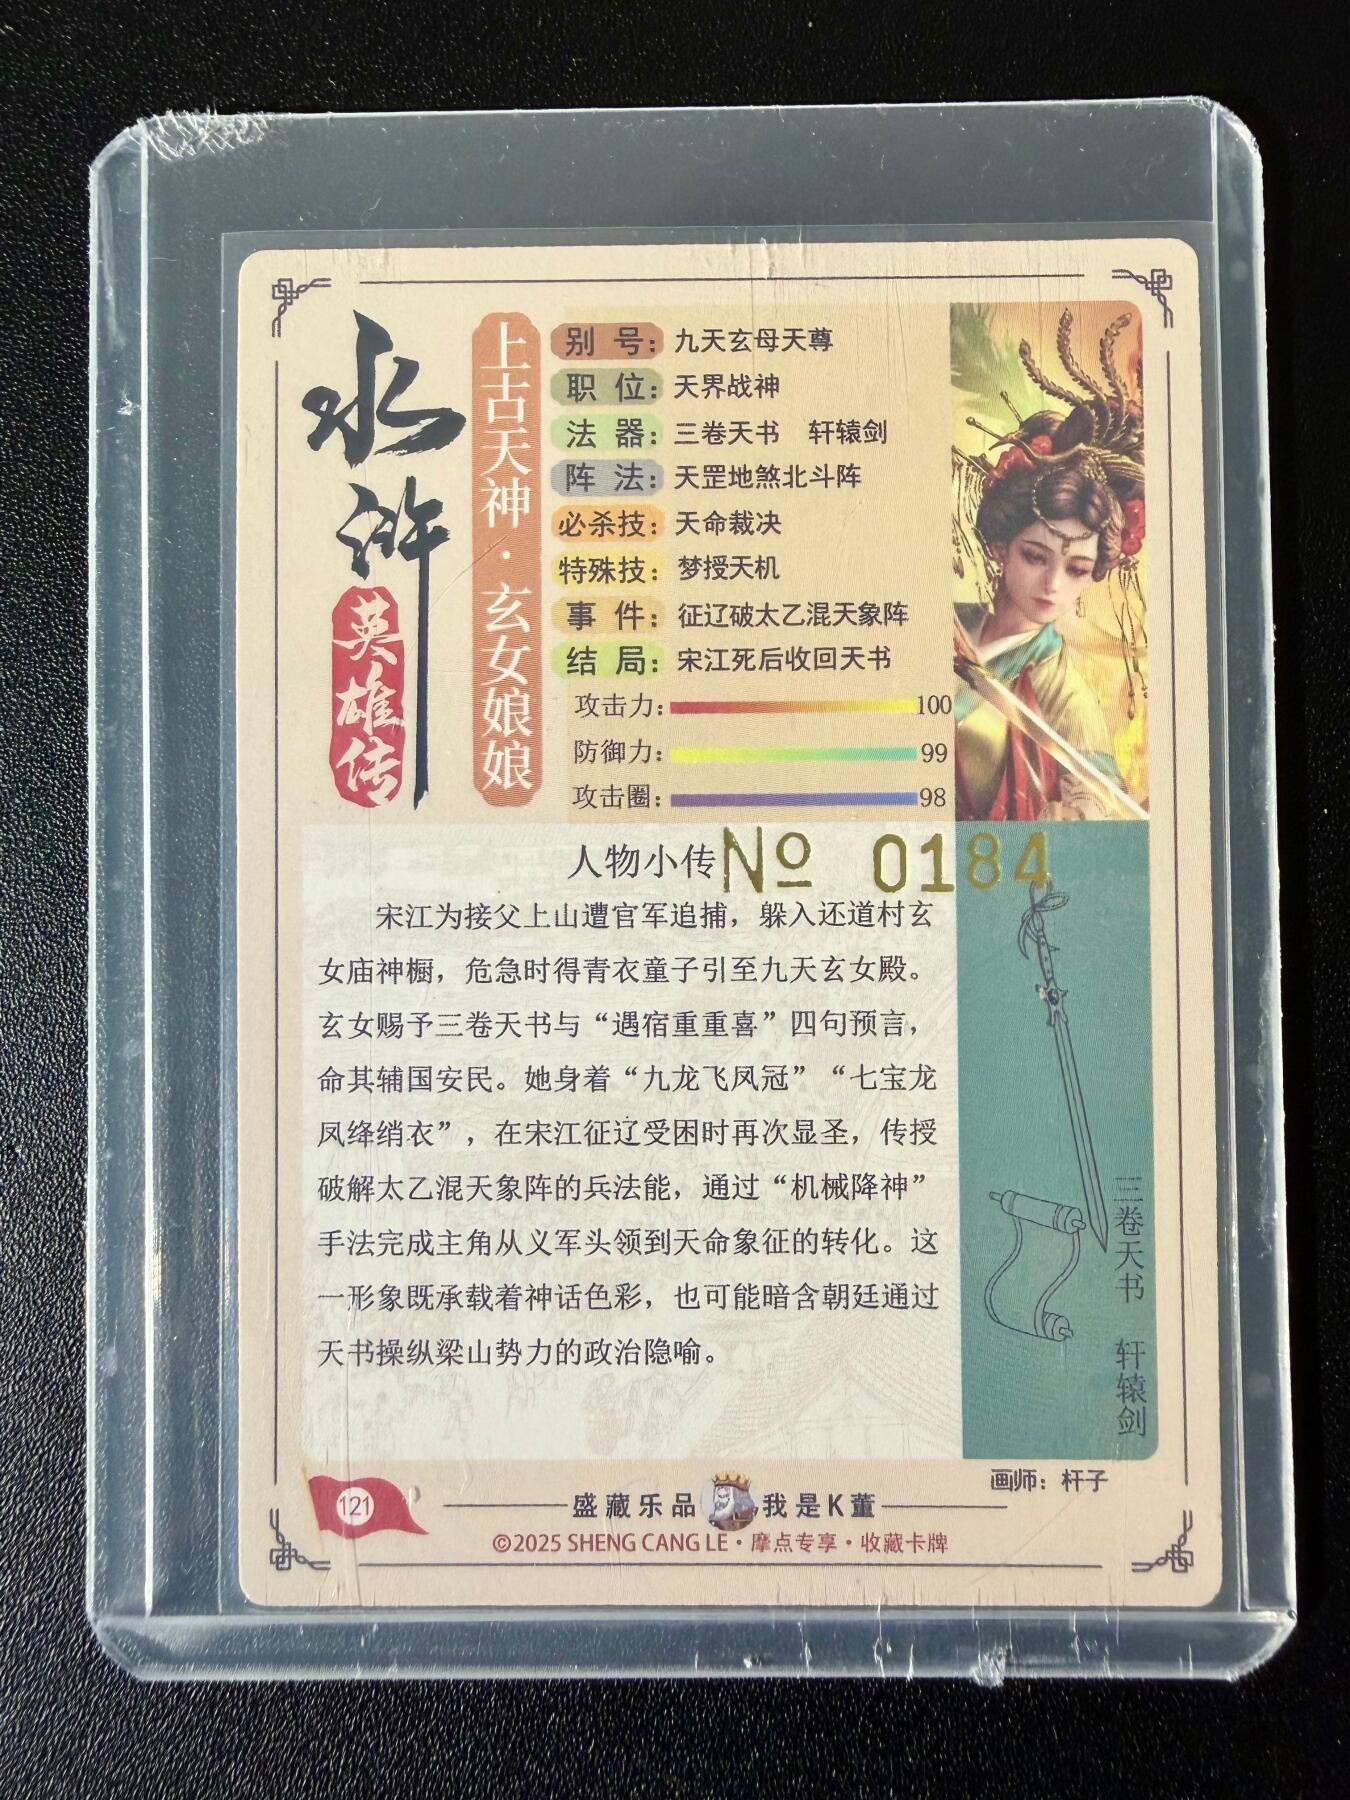 水浒
英雄传
上古天神·玄女娘娘
别号：九天玄母天尊
职位：天界战神
法器：三卷天书 轩辕剑
阵法：天罡地煞北斗阵
必杀技：天命裁决
特殊技：梦授天机
事件：征辽破太乙混天象阵
结局：宋江死后收回天书
攻击力：100
防御力：99
攻击圈：98
人物小传
№ 0184
宋江为接父上山遭官军追捕，躲入还道村玄
女庙神橱，危急时得青衣童子引至九天玄女殿。
玄女赐予三卷天书与“遇宿重重喜”四句预言，
命其辅国安民。她身着“九龙飞凤冠”“七宝龙
凤绛绡衣”，在宋江征辽受困时再次显圣，传授
破解太乙混天象阵的兵法能，通过“机械降神”
手法完成主角从义军头领到天命象征的转化。这
一形象既承载着神话色彩，也可能暗含朝廷通过
天书操纵梁山势力的政治隐喻。
三卷天书 轩辕剑
画师：杆子
121
盛藏乐品 我是K董
©2025 SHENG CANG LE·摩点专享·收藏卡牌